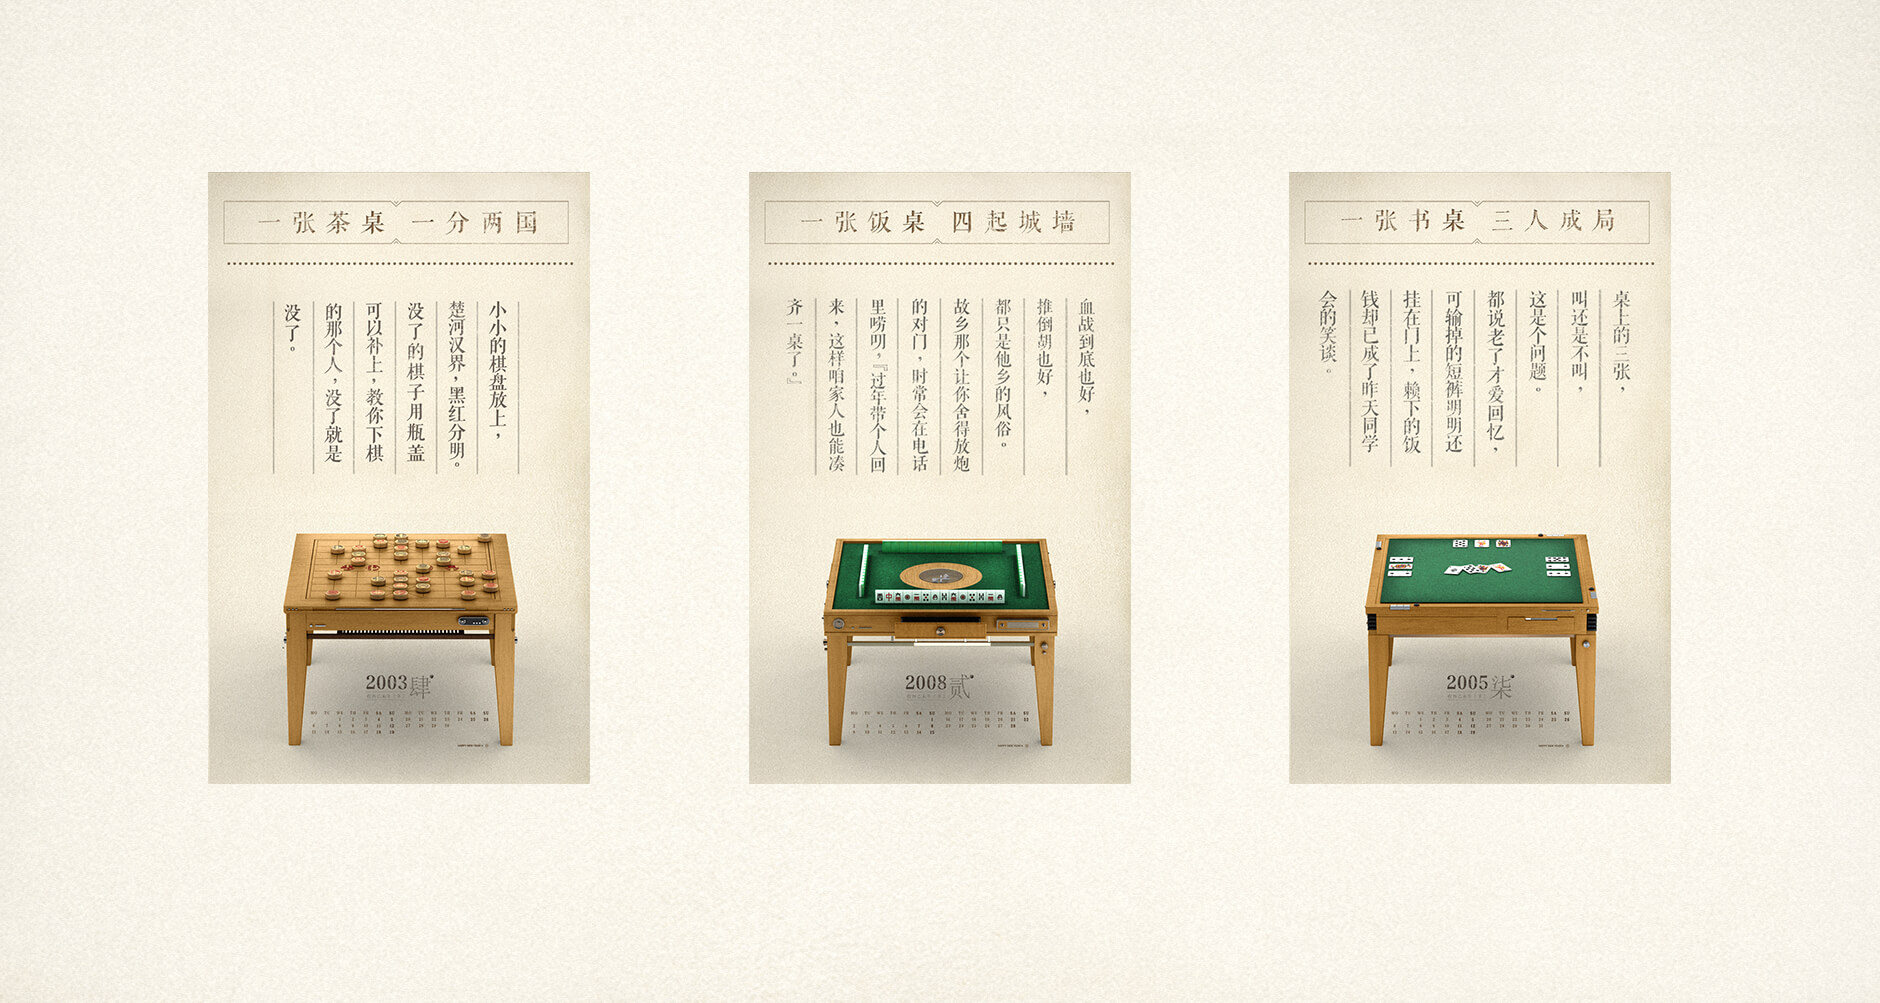 一张茶桌 一分两国
小小的棋盘放上，
楚河汉界，黑红分明。
没了的棋子用瓶盖
可以补上，教你下棋
的那个人，没了就是
没了。
2003肆
一张饭桌 四起城墙
血战到底也好，
推倒胡也好，
都只是他乡的风俗。
故乡那个让你舍得放炮
的对门，时常会在电话
里唠叨，『过年带个人回
来，这样咱家人也能凑
齐一桌了。』
2008贰
一张书桌 三人成局
桌上的三张，
叫还是不叫，
这是个问题。
都说老了才爱回忆，
可输掉的短裤明明还
挂在门上，赖下的饭
钱却已成了昨天同学
会的笑谈。
2005柒